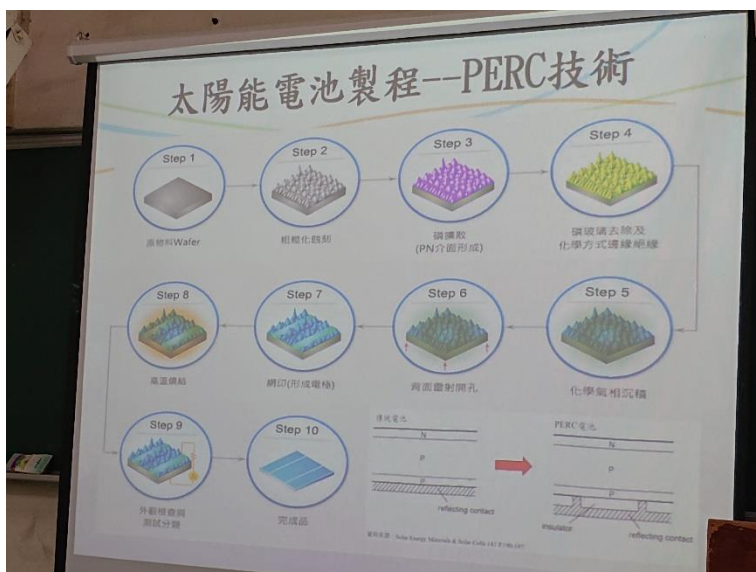 太陽能電池製程--PERC技術
Step 1
原物料Wafer
Step 2
粗糙化蝕刻
Step 3
磷擴散
(PN介面形成)
Step 4
磷玻璃去除及
化學方式邊緣絕緣
Step 5
化學氣相沉積
Step 6
背面雷射開孔
Step 7
網印(形成電極)
Step 8
高溫燒結
Step 9
外觀檢查與
測試分類
Step 10
完成品
傳統電池
N
P
P
reflecting contact
PERC電池
N
P
P
insulator
reflecting contact
Solar Energy Materials & Solar Cells